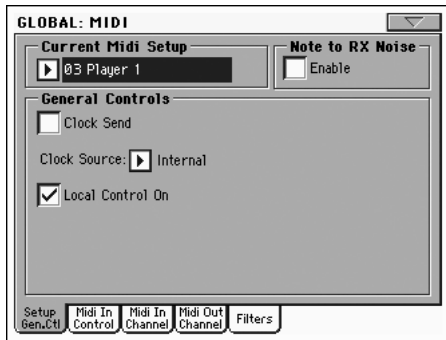 GLOBAL: MIDI
Current Midi Setup
03 Player 1
Note to RX Noise
Enable
General Controls
Clock Send
Clock Source: Internal
Local Control On
Setup Gen.Ctl
Midi In Control
Midi In Channel
Midi Out Channel
Filters